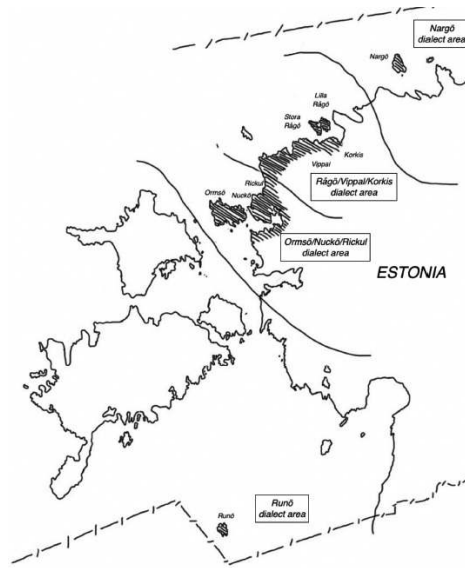 Nargö
dialect area
Nargö
Lilla
Rågö
Stora
Rågö
Korkis
Vippal
Rickul
Rågö/Vippal/Korkis
dialect area
Ormsö
Nuckö
Ormsö/Nuckö/Rickul
dialect area
ESTONIA
Runö
dialect area
Runö